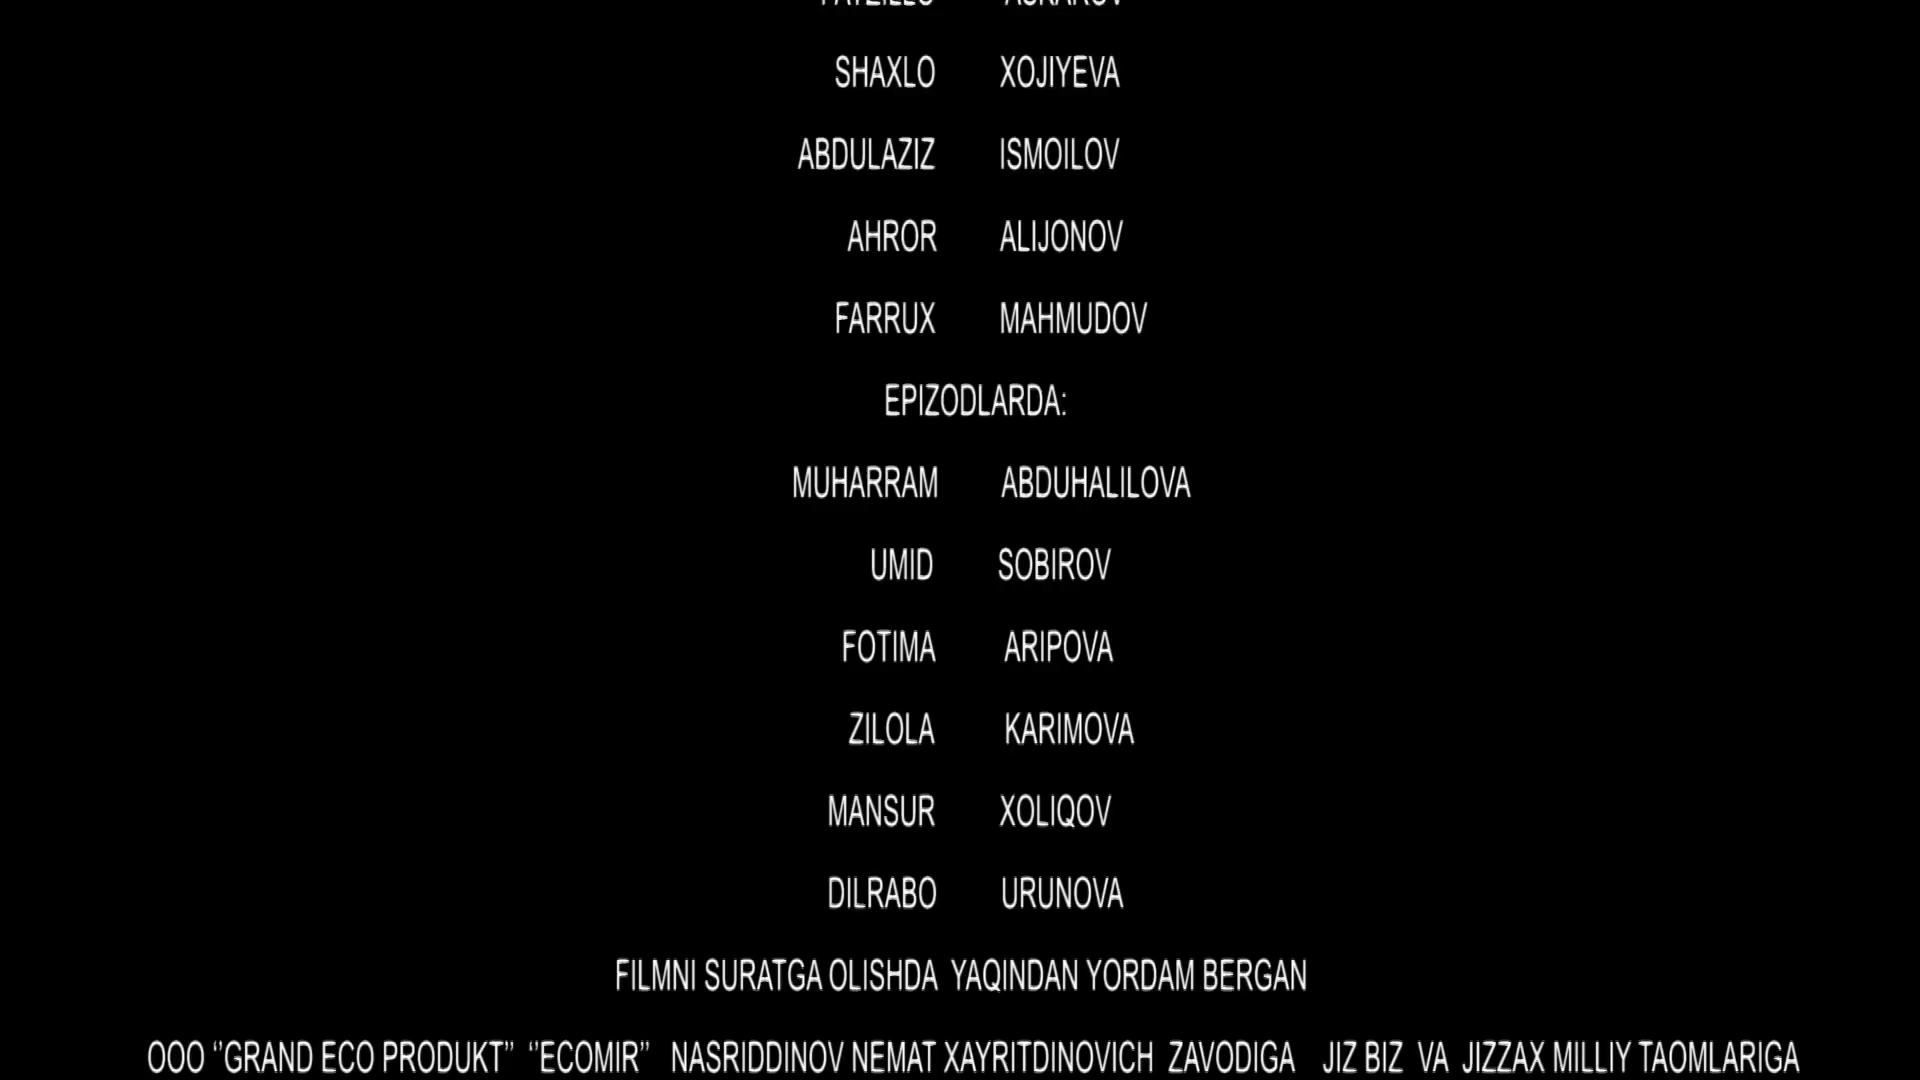 SHAXLO XOJIYEVA
ABDULAZIZ ISMOILOV
AHROR ALIJONOV
FARRUX MAHMUDOV
EPIZODLARDA:
MUHARRAM ABDUHALILOVA
UMID SOBIROV
FOTIMA ARIPOVA
ZILOLA KARIMOVA
MANSUR XOLIQOV
DILRABO URUNOVA
FILMNI SURATGA OLISHDA YAQINDAN YORDAM BERGAN
OOO ‘’GRAND ECO PRODUKT’’ ‘’ECOMIR’’ NASRIDDINOV NEMAT XAYRITDINOVICH ZAVODIGA JIZ BIZ VA JIZZAX MILLIY TAOMLARIGA